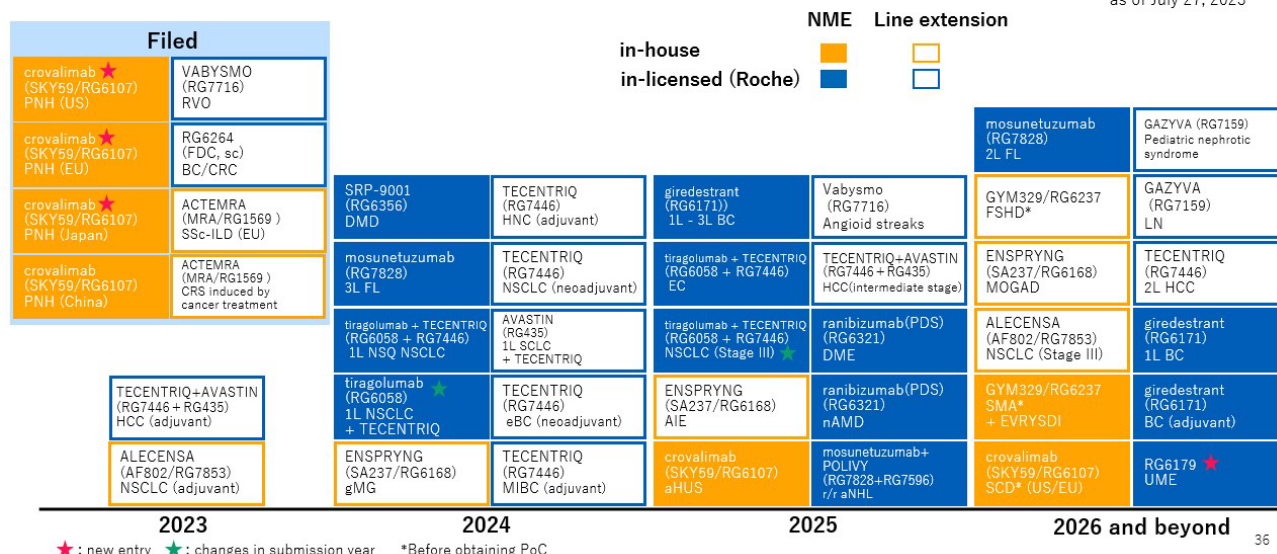 as of July 27, 2023
NME Line extension
in-house
in-licensed (Roche)
Filed
crovalimab ★
(SKY59/RG6107)
PNH (US)
VABYSMO
(RG7716)
RVO
crovalimab ★
(SKY59/RG6107)
PNH (EU)
RG6264
(FDC, sc)
BC/CRC
crovalimab ★
(SKY59/RG6107)
PNH (Japan)
ACTEMRA
(MRA/RG1569 )
SSc-ILD (EU)
crovalimab
(SKY59/RG6107)
PNH (China)
ACTEMRA
(MRA/RG1569 )
CRS induced by
cancer treatment
TECENTRIQ+AVASTIN
(RG7446+RG435)
HCC (adjuvant)
ALECENSA
(AF802/RG7853)
NSCLC (adjuvant)
2023
SRP-9001
(RG6356)
DMD
TECENTRIQ
(RG7446)
HNC (adjuvant)
mosunetuzumab
(RG7828)
3L FL
TECENTRIQ
(RG7446)
NSCLC (neoadjuvant)
tiragolumab + TECENTRIQ
(RG6058 + RG7446)
1L NSQ NSCLC
AVASTIN
(RG435)
1L SCLC
+ TECENTRIQ
tiragolumab ★
(RG6058)
1L NSCLC
+ TECENTRIQ
TECENTRIQ
(RG7446)
eBC (neoadjuvant)
ENSPRYNG
(SA237/RG6168)
gMG
TECENTRIQ
(RG7446)
MIBC (adjuvant)
2024
giredestrant
(RG6171))
1L - 3L BC
Vabysmo
(RG7716)
Angioid streaks
tiragolumab + TECENTRIQ
(RG6058 + RG7446)
EC
TECENTRIQ+AVASTIN
(RG7446+RG435)
HCC(intermediate stage)
tiragolumab + TECENTRIQ
(RG6058 + RG7446)
NSCLC (Stage III) ★
ranibizumab(PDS)
(RG6321)
DME
ENSPRYNG
(SA237/RG6168)
AIE
ranibizumab(PDS)
(RG6321)
nAMD
crovalimab
(SKY59/RG6107)
aHUS
mosunetuzumab+
POLIVY
(RG7828+RG7596)
r/r aNHL
2025
mosunetuzumab
(RG7828)
2L FL
GAZYVA (RG7159)
Pediatric nephrotic
syndrome
GYM329/RG6237
FSHD*
GAZYVA
(RG7159)
LN
ENSPRYNG
(SA237/RG6168)
MOGAD
TECENTRIQ
(RG7446)
2L HCC
ALECENSA
(AF802/RG7853)
NSCLC (Stage III)
giredestrant
(RG6171)
1L BC
GYM329/RG6237
SMA*
+ EVRYSDI
giredestrant
(RG6171)
BC (adjuvant)
crovalimab
(SKY59/RG6107)
SCD* (US/EU)
RG6179 ★
UME
2026 and beyond
★: new entry ★: changes in submission year *Before obtaining PoC
36